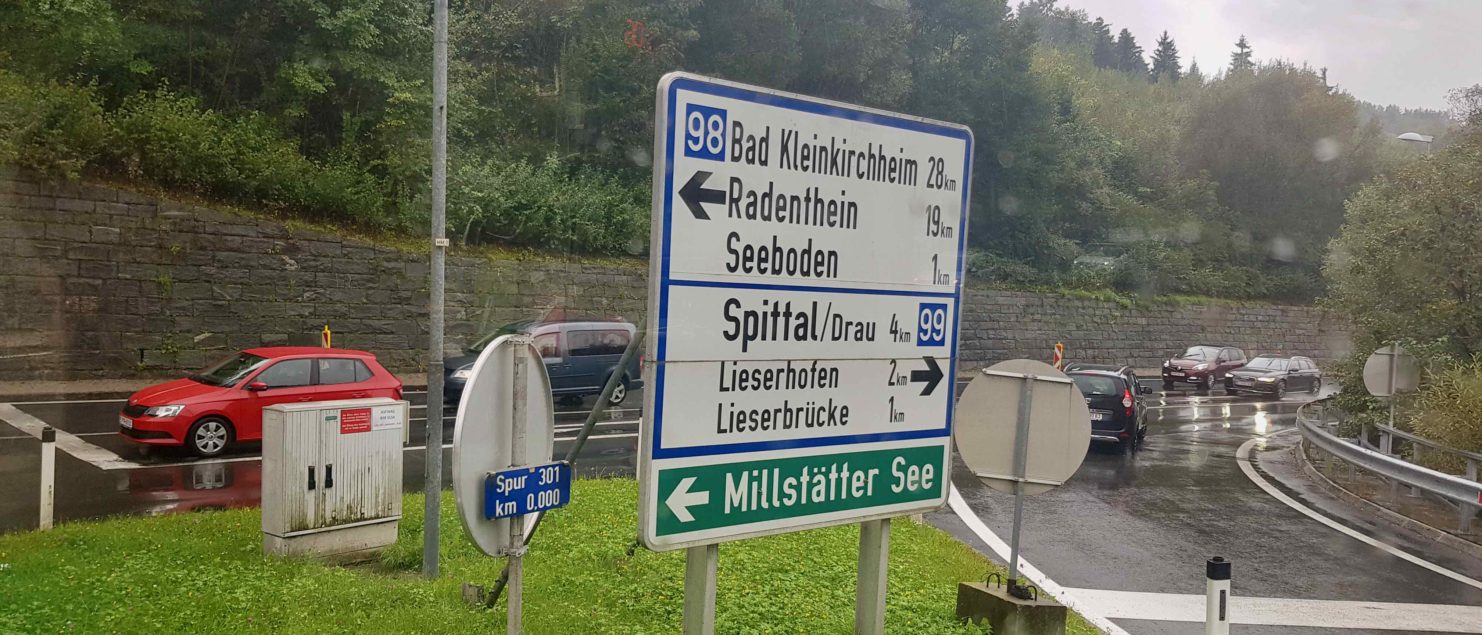 98 Bad Kleinkirchheim 28km
Radenthein 19km
Seeboden 1km
Spittal/Drau 4km 99
Lieserhofen 2km
Lieserbrücke 1km
Millstätter See
Spur 301
km 0,000